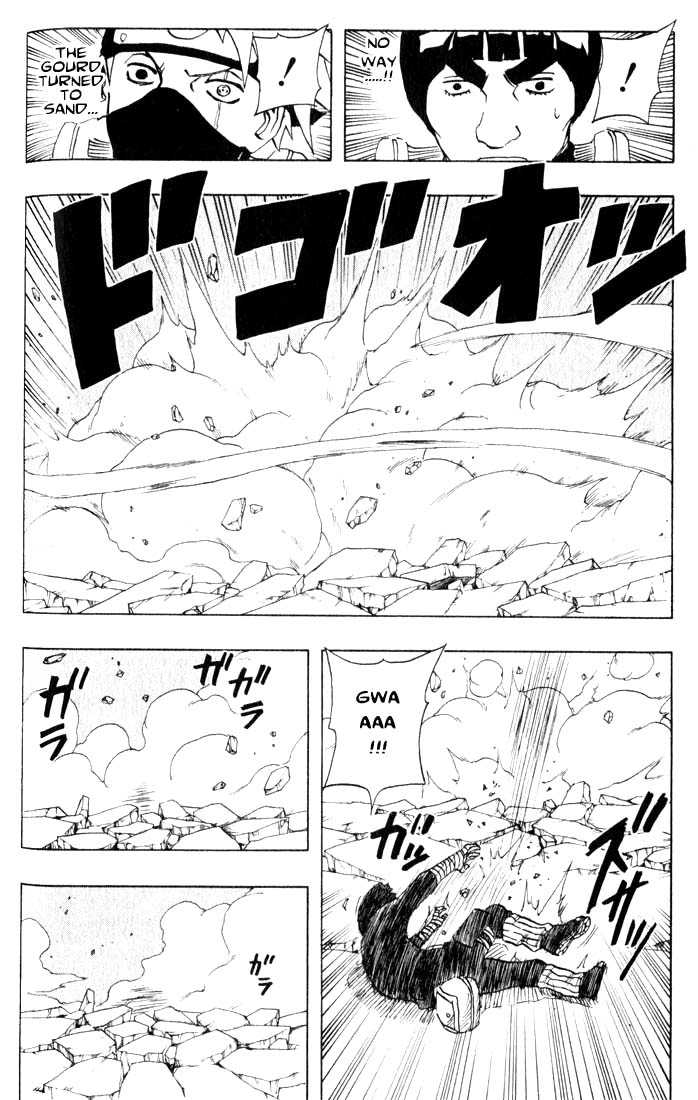 NO
WAY
......!!
!
!
THE
GOURD
TURNED
TO
SAND...
ドゴオッ
GWA
AAA
!!!
ガッ
ズザッ
ガガ
ラ
ガ
ラ
ガ
ラ